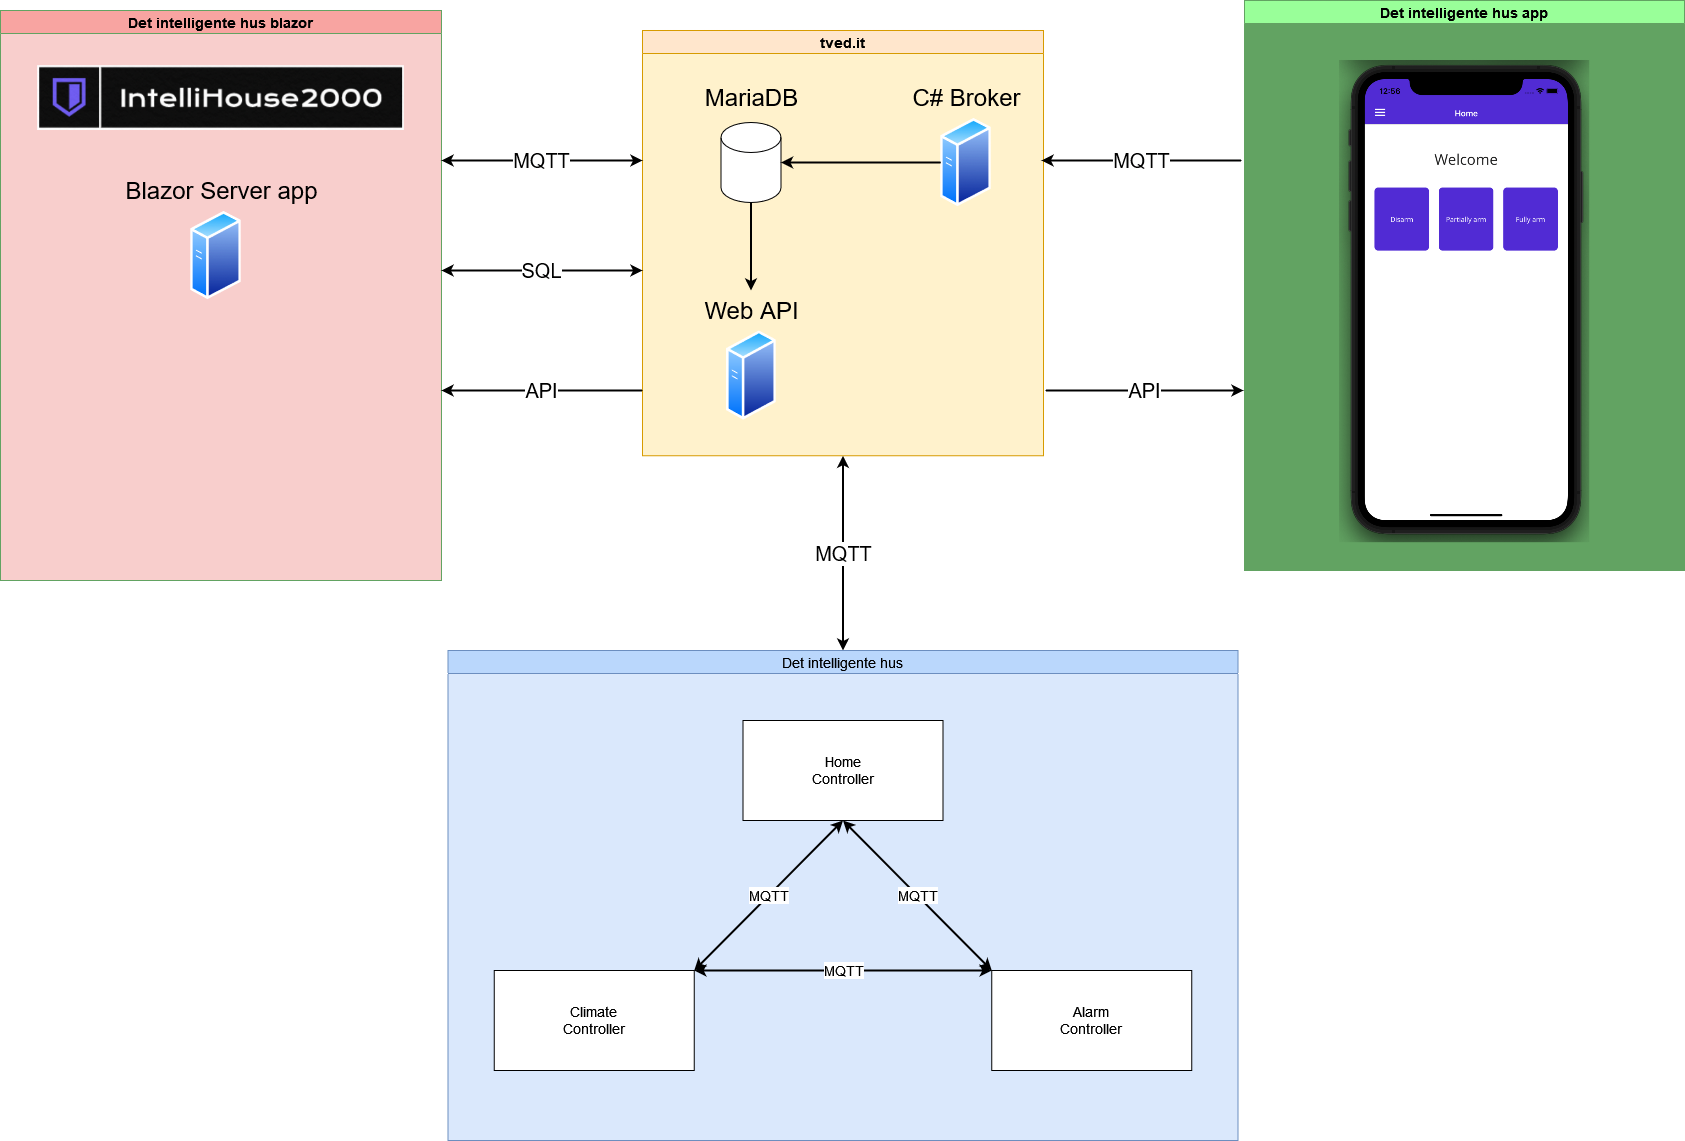 Det intelligente hus blazor
IntelliHouse2000
Blazor Server app
MQTT
SQL
API
tved.it
MariaDB
C# Broker
Web API
MQTT
API
Det intelligente hus app
12:58
Home
Welcome
Disarm
Partially arm
Fully arm
MQTT
Det intelligente hus
Home
Controller
MQTT
MQTT
MQTT
Climate
Controller
Alarm
Controller